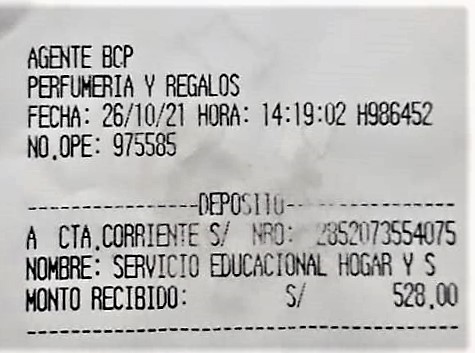 AGENTE BCP
PERFUMERIA Y REGALOS
FECHA: 26/10/21 HORA: 14:19:02 H986452
NO.OPE: 975585
------------------DEPOSITO------------------
A CTA.CORRIENTE S/ NRO: 2852073554075
NOMBRE: SERVICIO EDUCACIONAL HOGAR Y S
MONTO RECIBIDO: S/ 528.00
--------------------------------------------